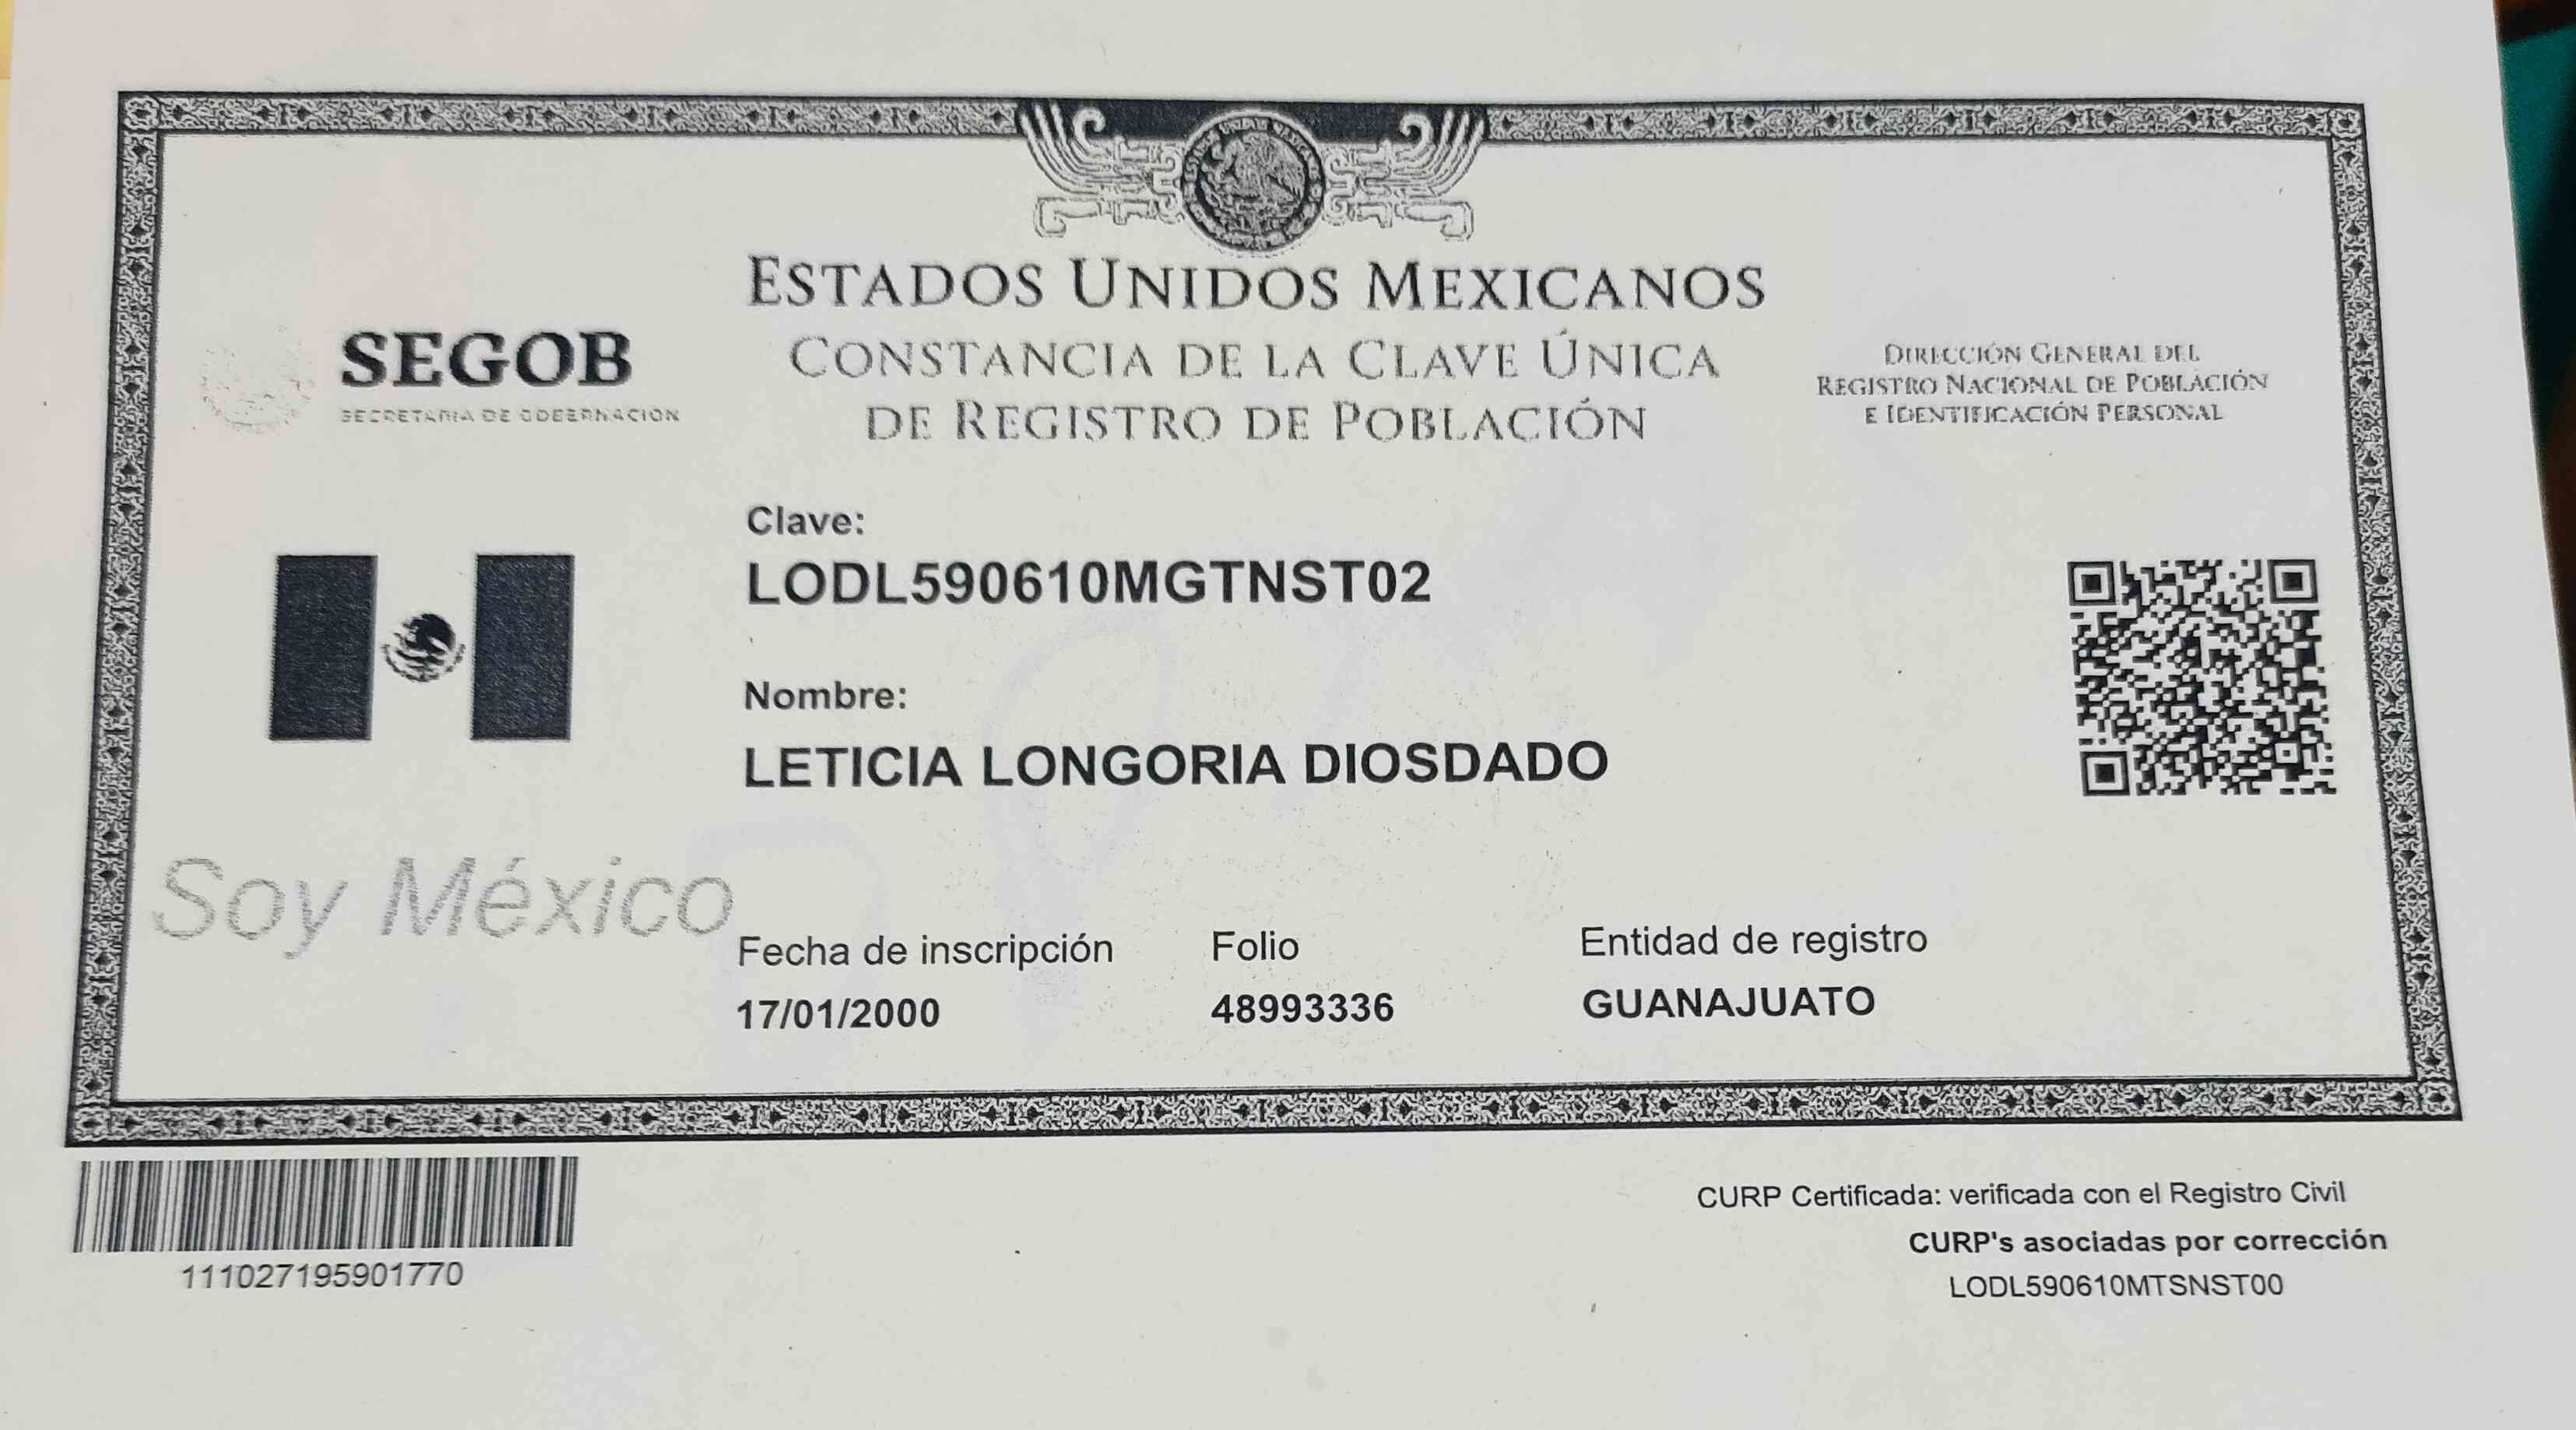 ESTADOS UNIDOS MEXICANOS
CONSTANCIA DE LA CLAVE ÚNICA
DE REGISTRO DE POBLACIÓN
SEGOB
SECRETARÍA DE GOBERNACIÓN
DIRECCIÓN GENERAL DEL
REGISTRO NACIONAL DE POBLACIÓN
E IDENTIFICACIÓN PERSONAL
Clave:
LODL590610MGTNST02
Nombre:
LETICIA LONGORIA DIOSDADO
Soy México
Fecha de inscripción
17/01/2000
Folio
48993336
Entidad de registro
GUANAJUATO
111027195901770
CURP Certificada: verificada con el Registro Civil
CURP's asociadas por corrección
LODL590610MTSNST00